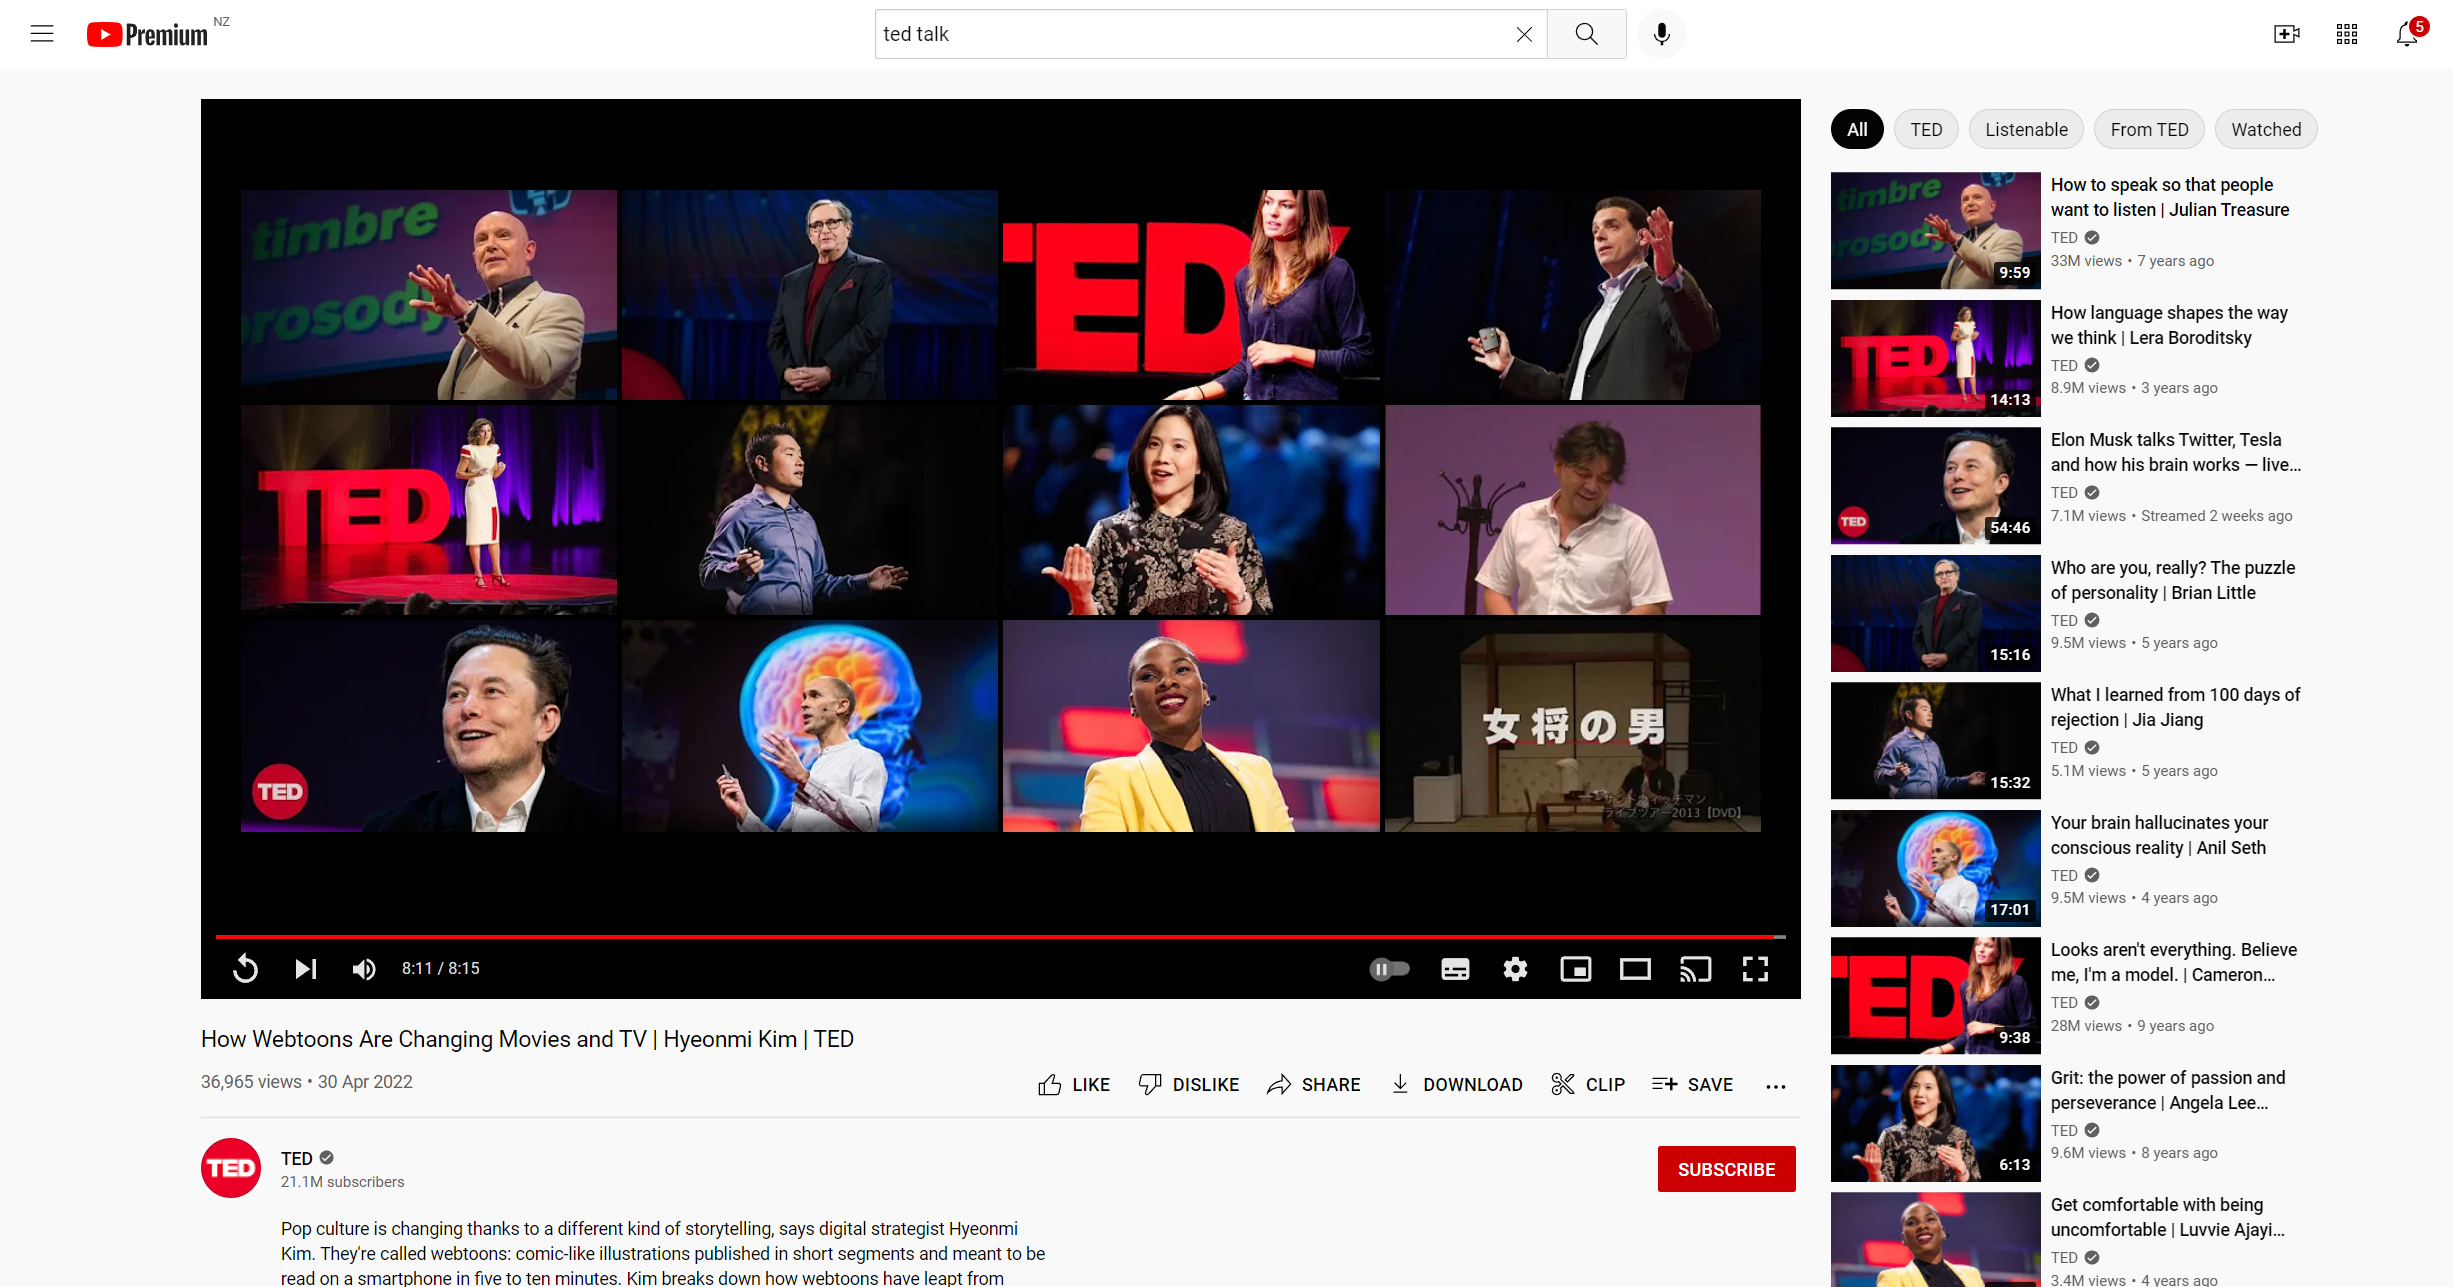 Premium NZ
ted talk
5
timbre
prosody
TED
TED
TED
女将の男
サンドウィッチマン
ライブツアー2013【DVD】
8:11 / 8:15
How Webtoons Are Changing Movies and TV | Hyeonmi Kim | TED
36,965 views • 30 Apr 2022
LIKE DISLIKE SHARE DOWNLOAD CLIP SAVE
TED
TED
21.1M subscribers
SUBSCRIBE
Pop culture is changing thanks to a different kind of storytelling, says digital strategist Hyeonmi
Kim. They're called webtoons: comic-like illustrations published in short segments and meant to be
read on a smartphone in five to ten minutes. Kim breaks down how webtoons have leapt from
All TED Listenable From TED Watched
timbre
prosody
9:59
How to speak so that people
want to listen | Julian Treasure
TED
33M views • 7 years ago
TED
14:13
How language shapes the way
we think | Lera Boroditsky
TED
8.9M views • 3 years ago
TED
54:46
Elon Musk talks Twitter, Tesla
and how his brain works — live...
TED
7.1M views • Streamed 2 weeks ago
15:16
Who are you, really? The puzzle
of personality | Brian Little
TED
9.5M views • 5 years ago
15:32
What I learned from 100 days of
rejection | Jia Jiang
TED
5.1M views • 5 years ago
17:01
Your brain hallucinates your
conscious reality | Anil Seth
TED
9.5M views • 4 years ago
TED
9:38
Looks aren't everything. Believe
me, I'm a model. | Cameron...
TED
28M views • 9 years ago
6:13
Grit: the power of passion and
perseverance | Angela Lee...
TED
9.6M views • 8 years ago
Get comfortable with being
uncomfortable | Luvvie Ajayi...
TED
3.4M views • 4 years ago